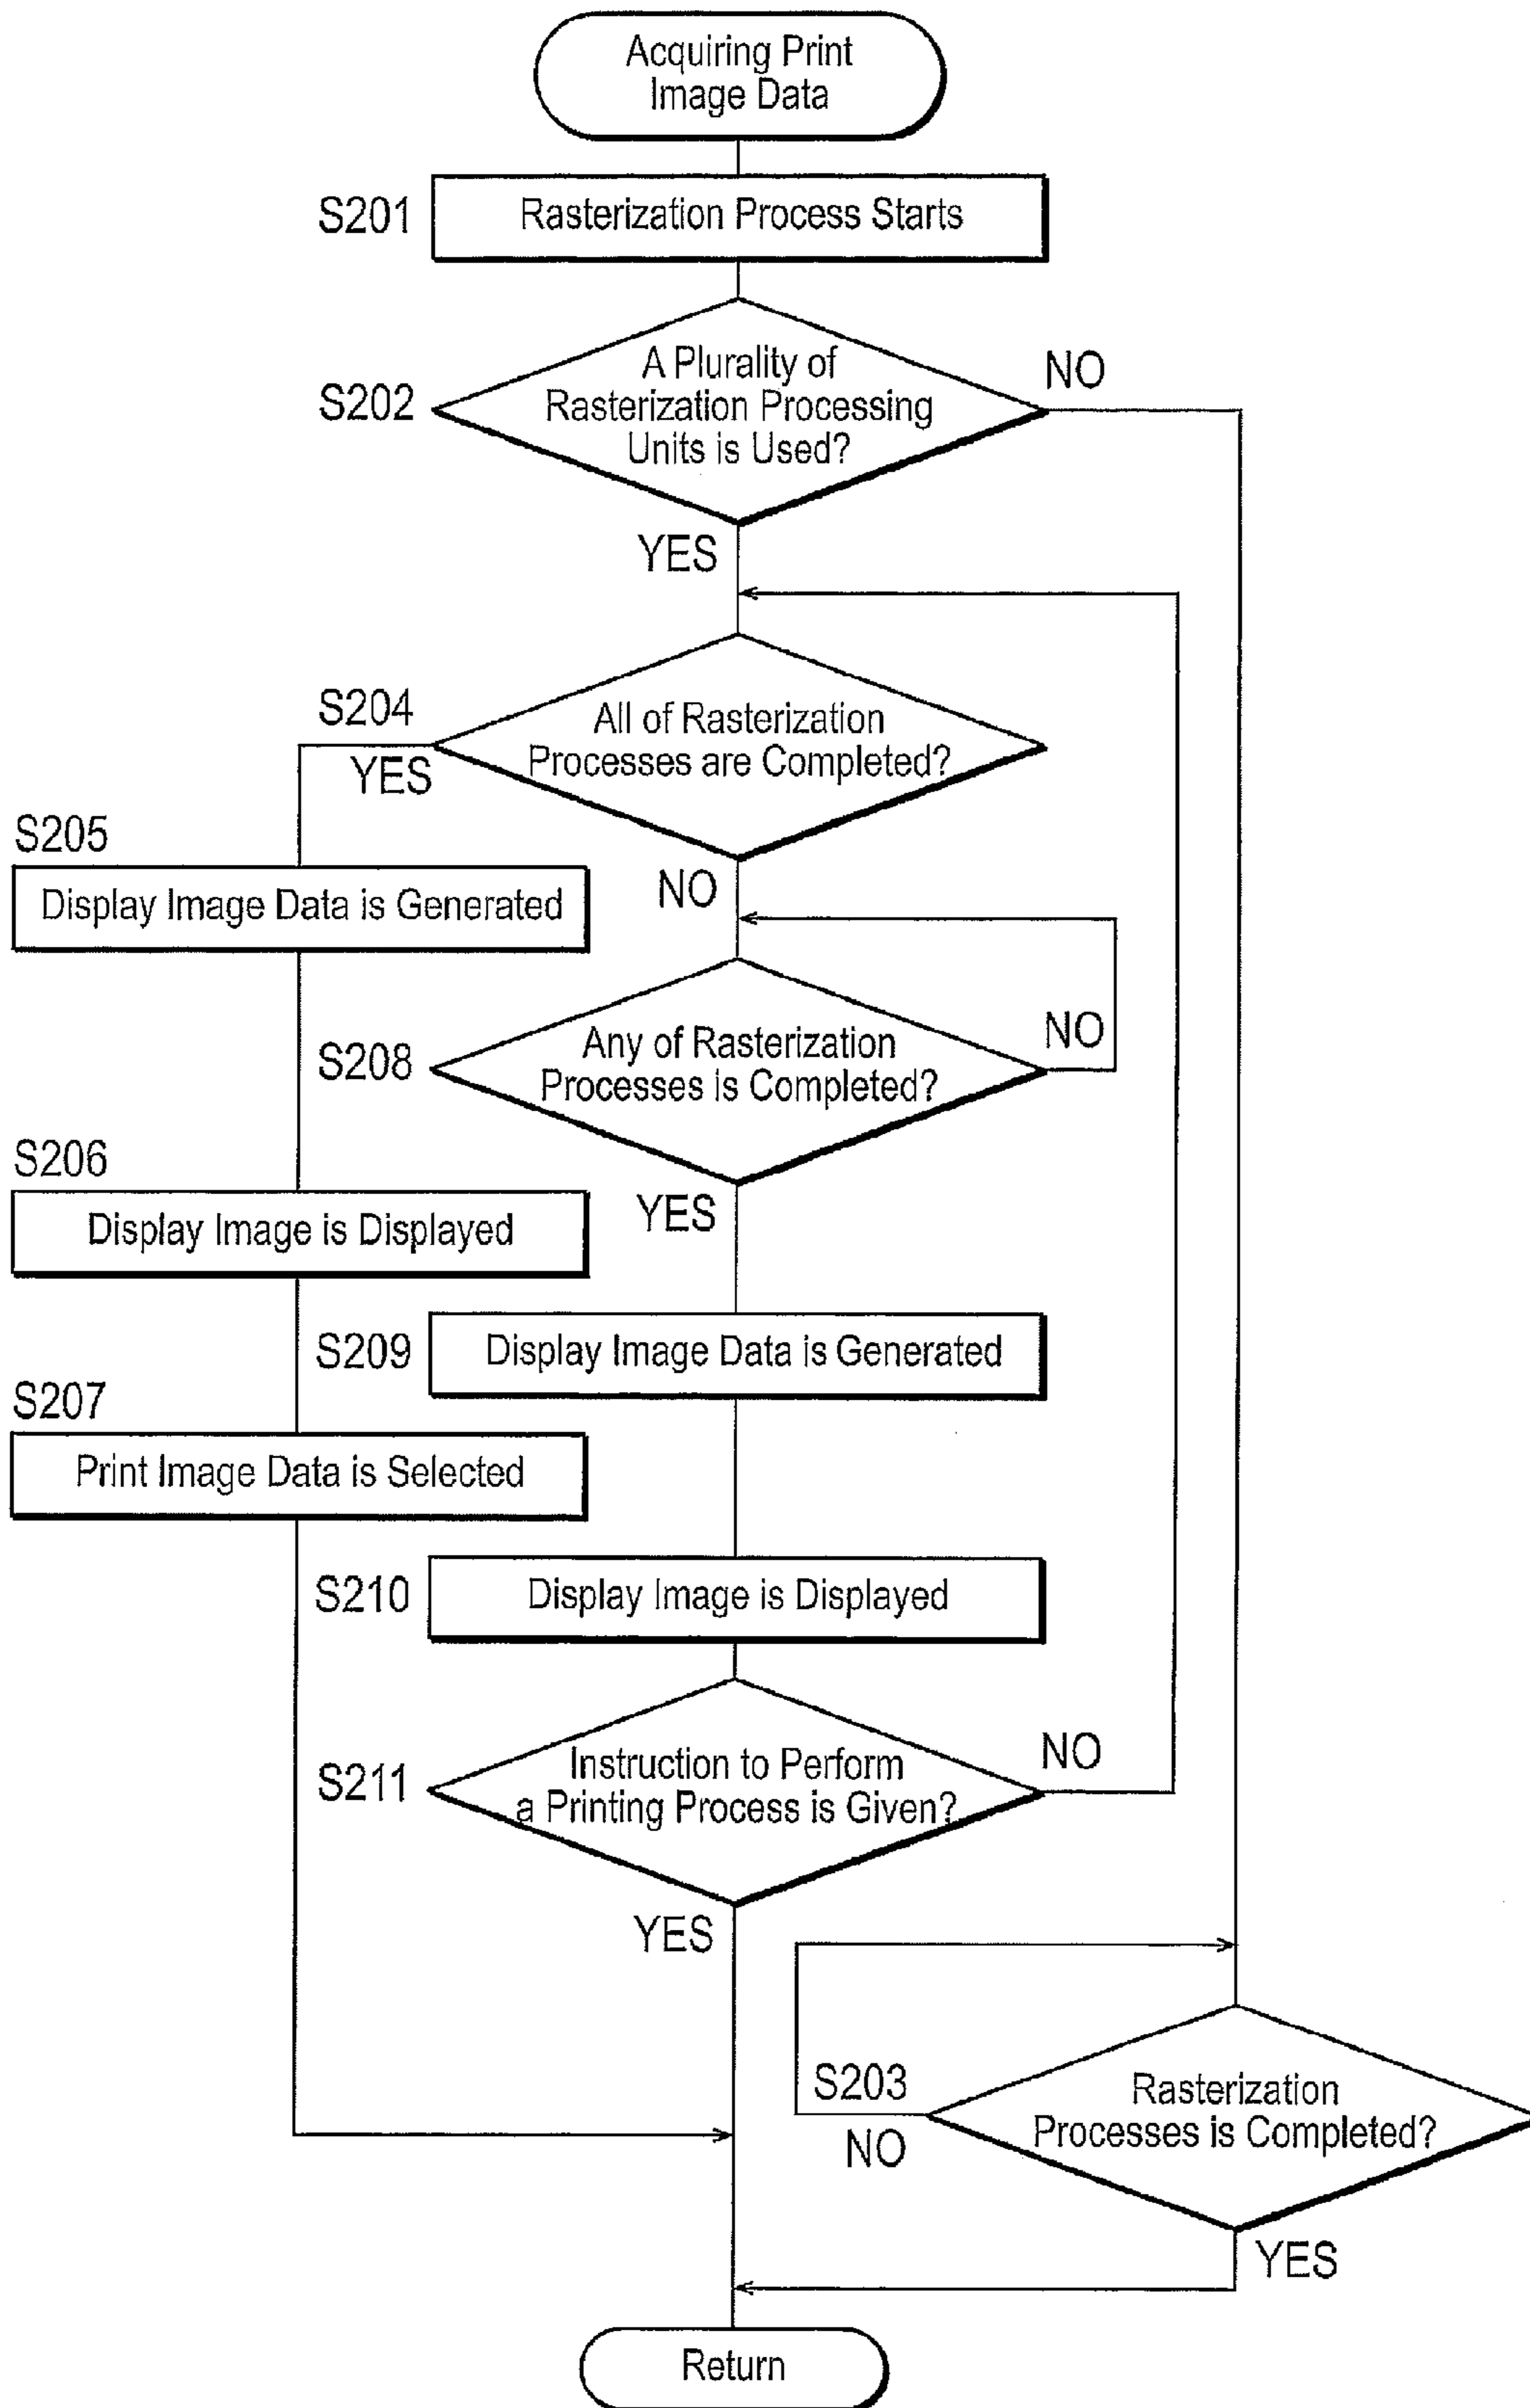 Acquiring Print
Image Data
S201
Rasterization Process Starts
S202
A Plurality of
Rasterization Processing
Units is Used?
NO
YES
S204
All of Rasterization
Processes are Completed?
YES
NO
S205
Display Image Data is Generated
S208
Any of Rasterization
Processes is Completed?
NO
YES
S206
Display Image is Displayed
S209
Display Image Data is Generated
S207
Print Image Data is Selected
S210
Display Image is Displayed
S211
Instruction to Perform
a Printing Process is Given?
NO
YES
S203
Rasterization
Processes is Completed?
NO
YES
Return